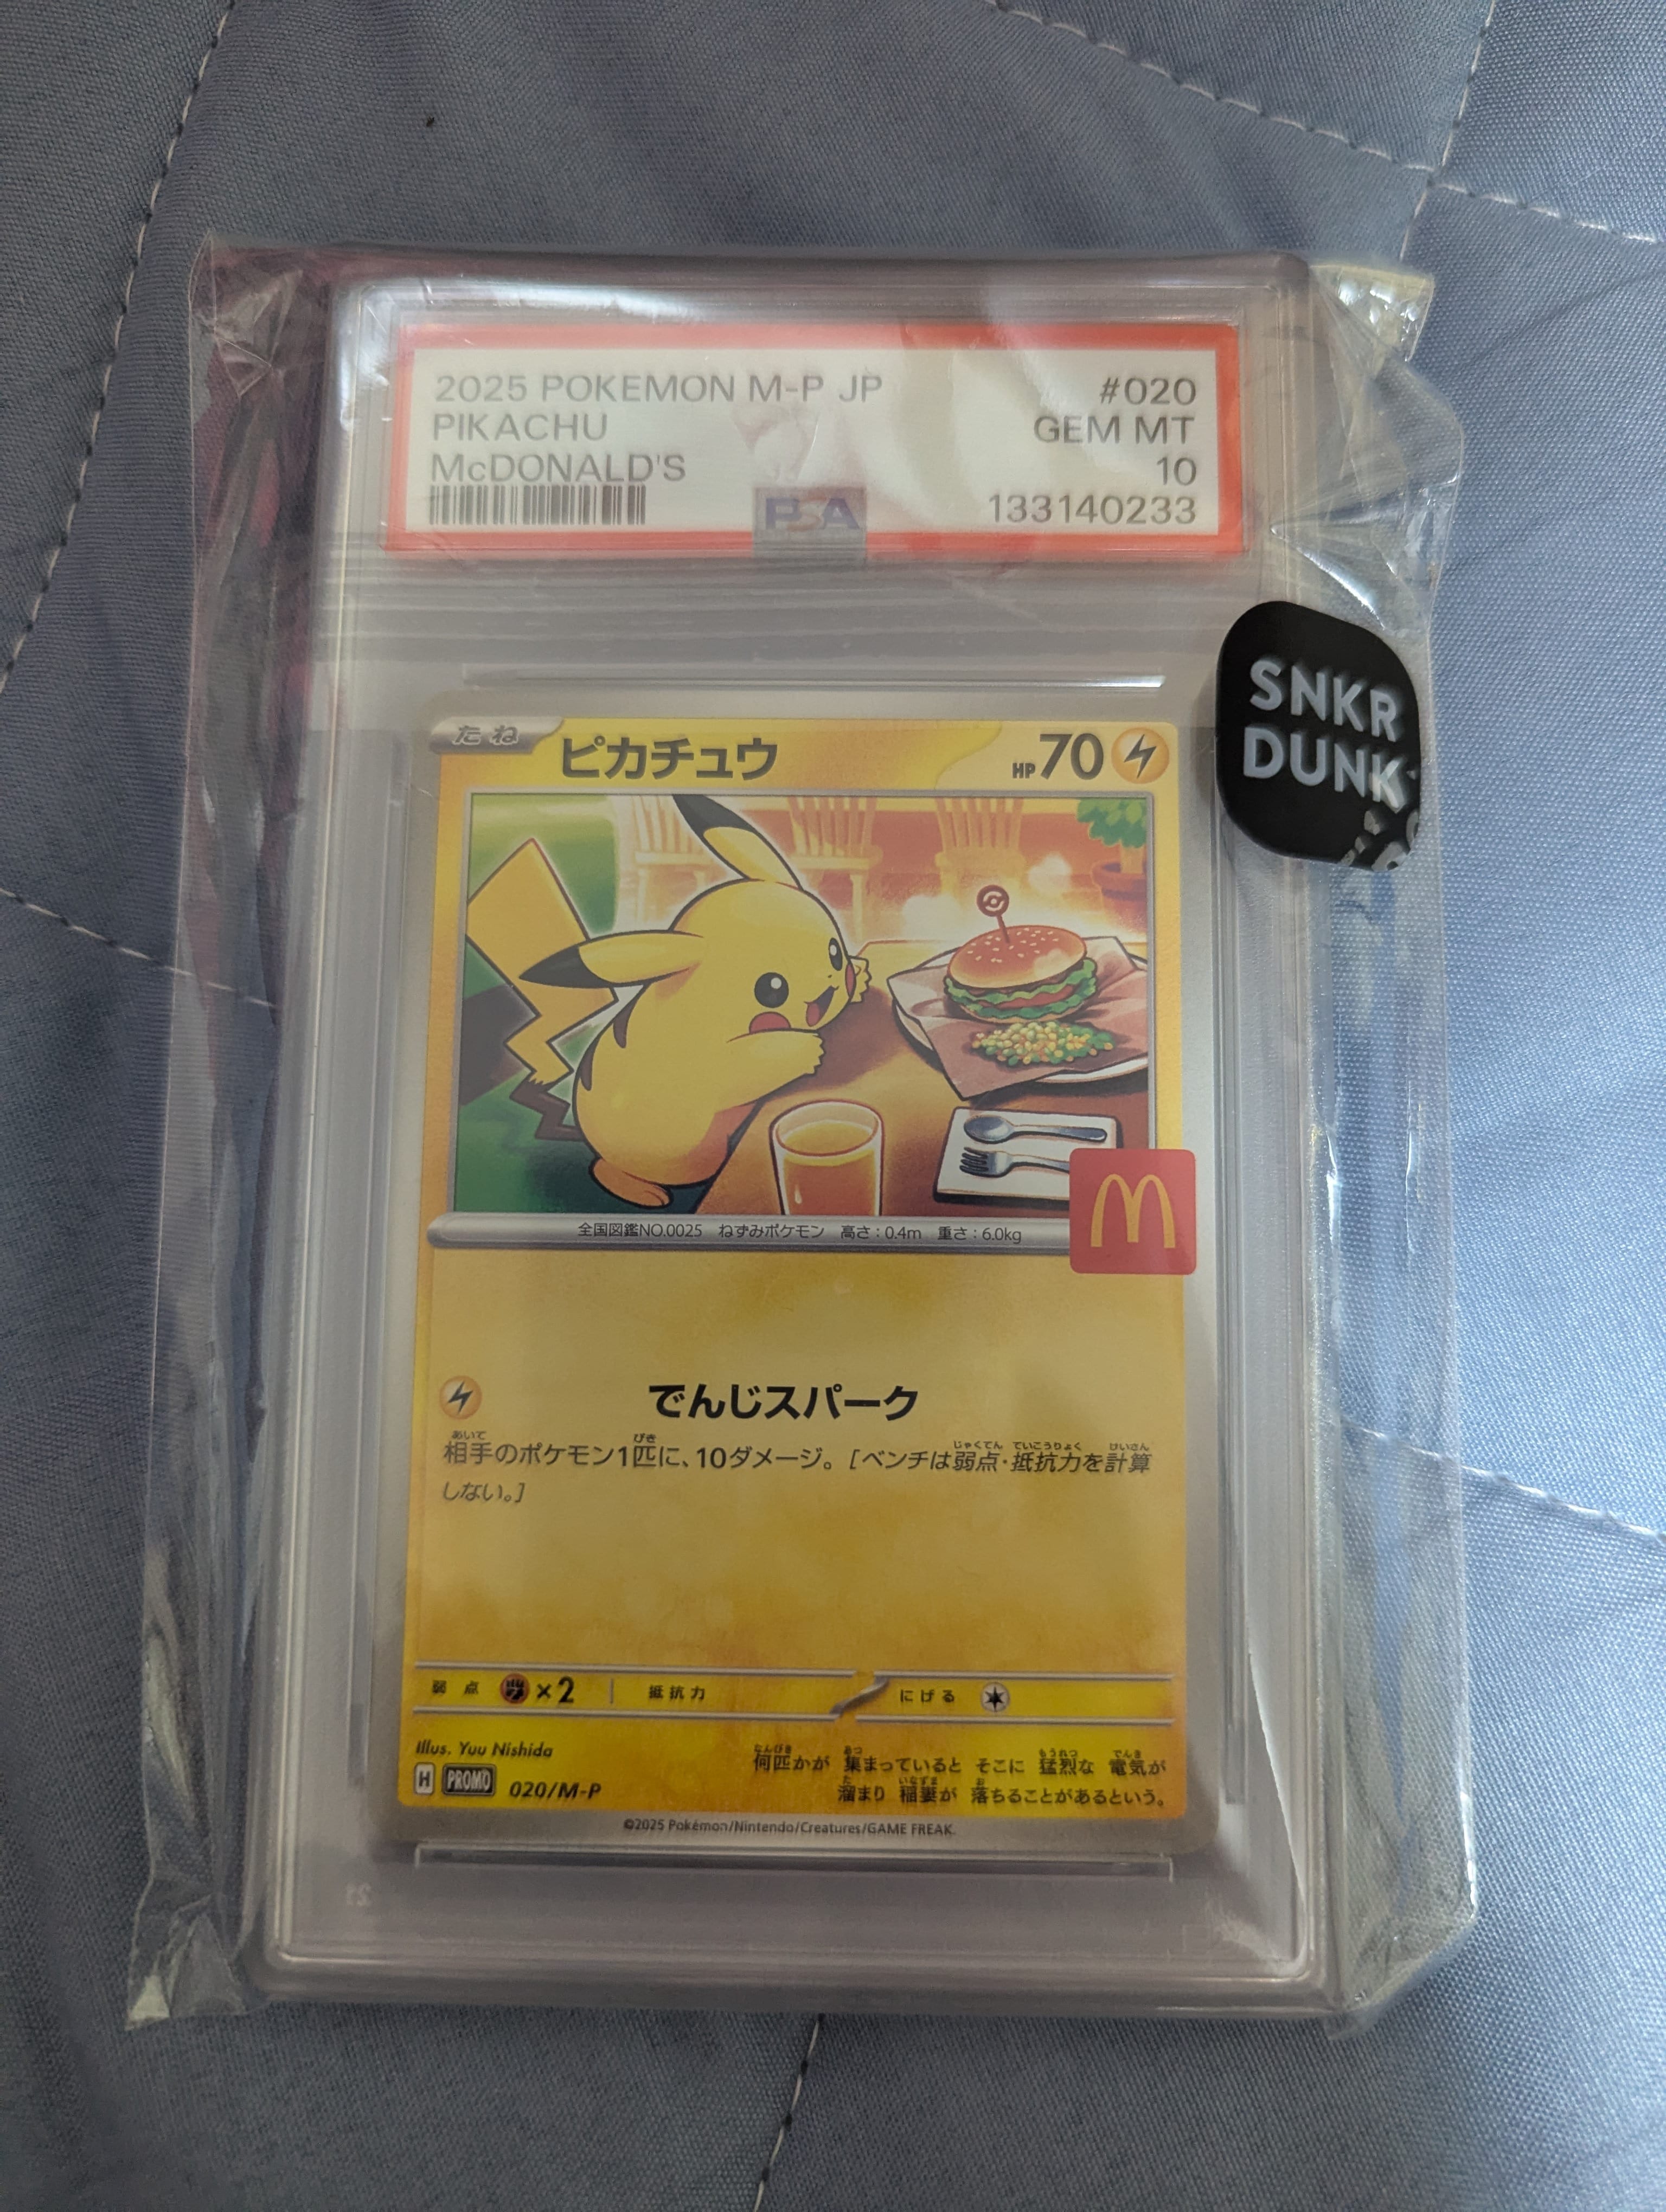 2025 POKEMON M-P JP #020
PIKACHU GEM MT
McDONALD'S 10
PSA 133140233
SNKR
DUNK
たね ピカチュウ HP70
全国図鑑NO.0025 ねずみポケモン 高さ：0.4m 重さ：6.0kg
M
でんじスパーク
相手のポケモン1匹に、10ダメージ。［ベンチは弱点・抵抗力を計算
しない。］
弱点 ×2 抵抗力 にげる
Illus. Yuu Nishida
何匹かが 集まっていると そこに 猛烈な 電気が
溜まり 稲妻が 落ちることがあるという。
H PROMO 020/M-P
©2025 Pokémon/Nintendo/Creatures/GAME FREAK.